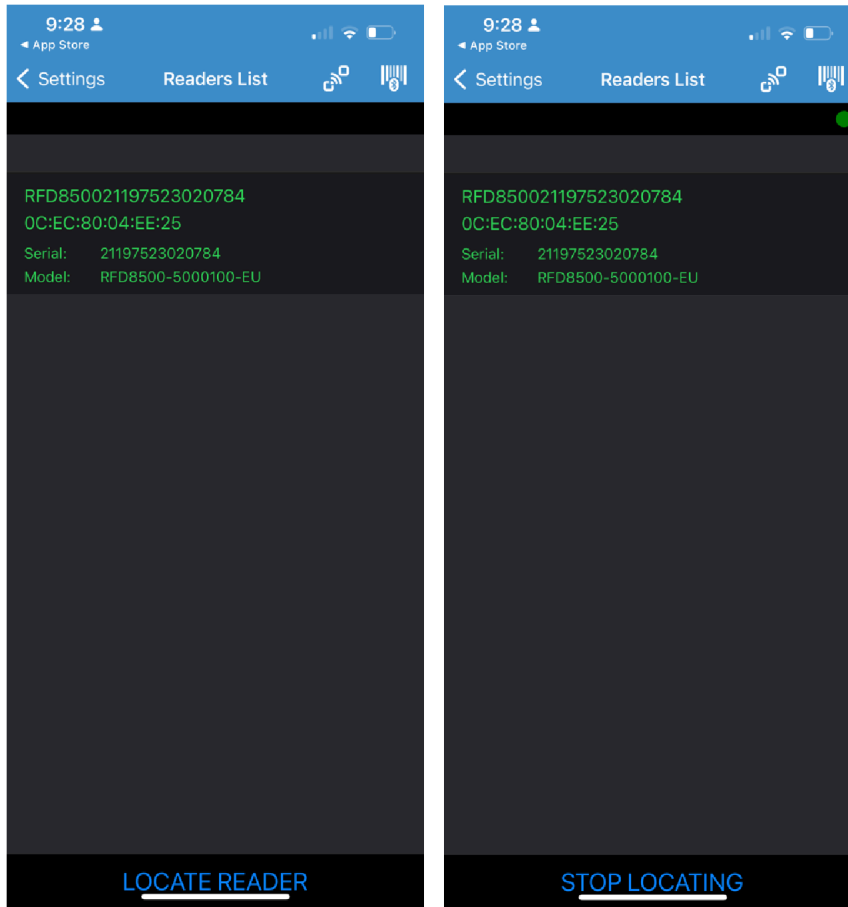 9:28
◀ App Store
Settings
Readers List
RFD850021197523020784
0C:EC:80:04:EE:25
Serial: 21197523020784
Model: RFD8500-5000100-EU
LOCATE READER
9:28
◀ App Store
Settings
Readers List
RFD850021197523020784
0C:EC:80:04:EE:25
Serial: 21197523020784
Model: RFD8500-5000100-EU
STOP LOCATING